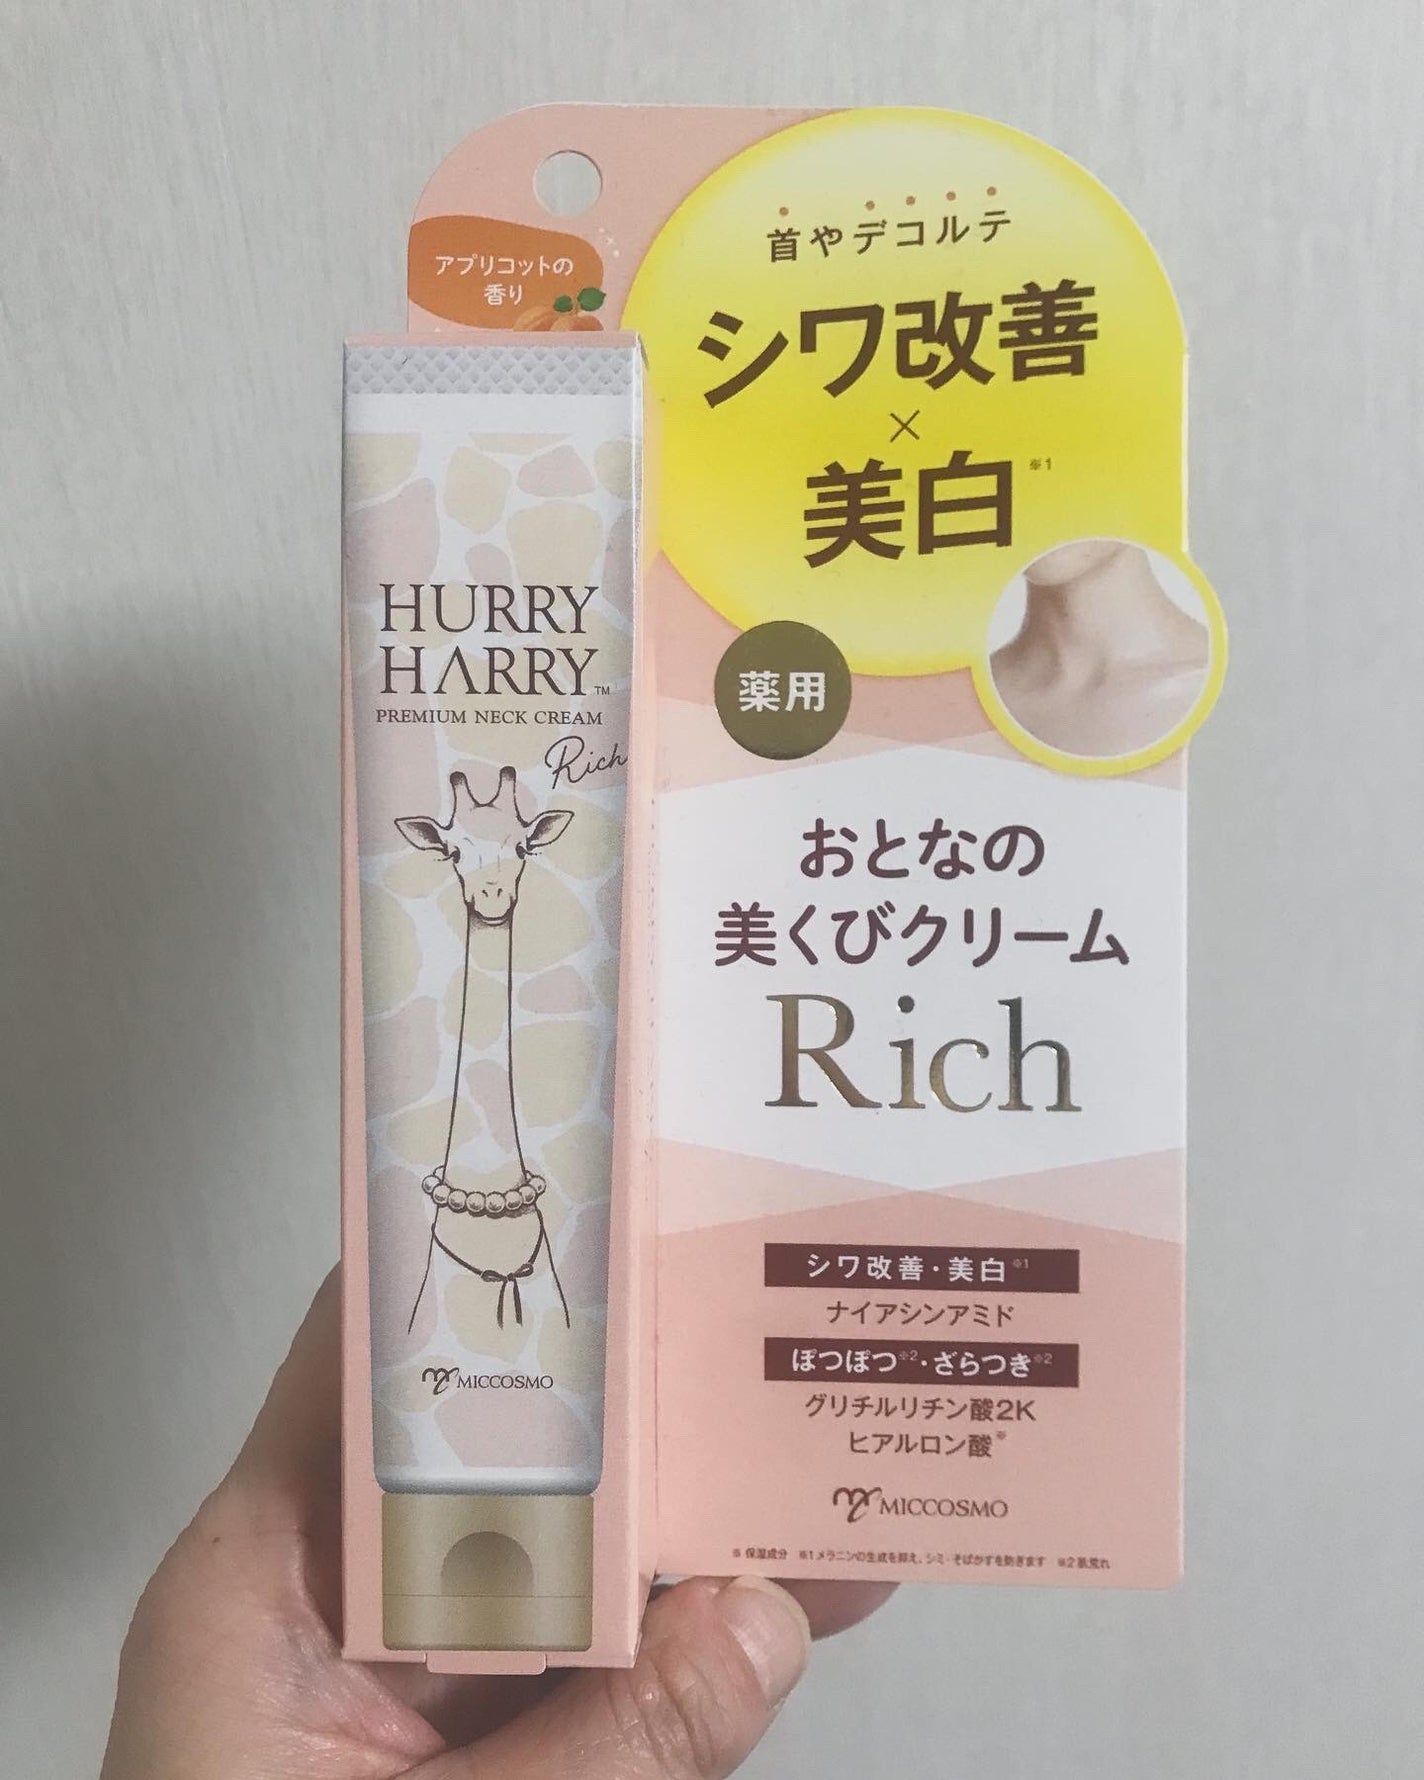 アプリコットの
香り
HURRY
HARRY™
PREMIUM NECK CREAM
Rich
MICCOSMO
首やデコルテ
シワ改善
×
美白※1
薬用
おとなの
美くびクリーム
Rich
シワ改善・美白※1
ナイアシンアミド
ぽつぽつ※2・ざらつき※2
グリチルリチン酸2K
ヒアルロン酸※
MICCOSMO
※ 保湿成分 ※1 メラニンの生成を抑え、シミ・そばかすを防ぎます ※2 肌荒れ